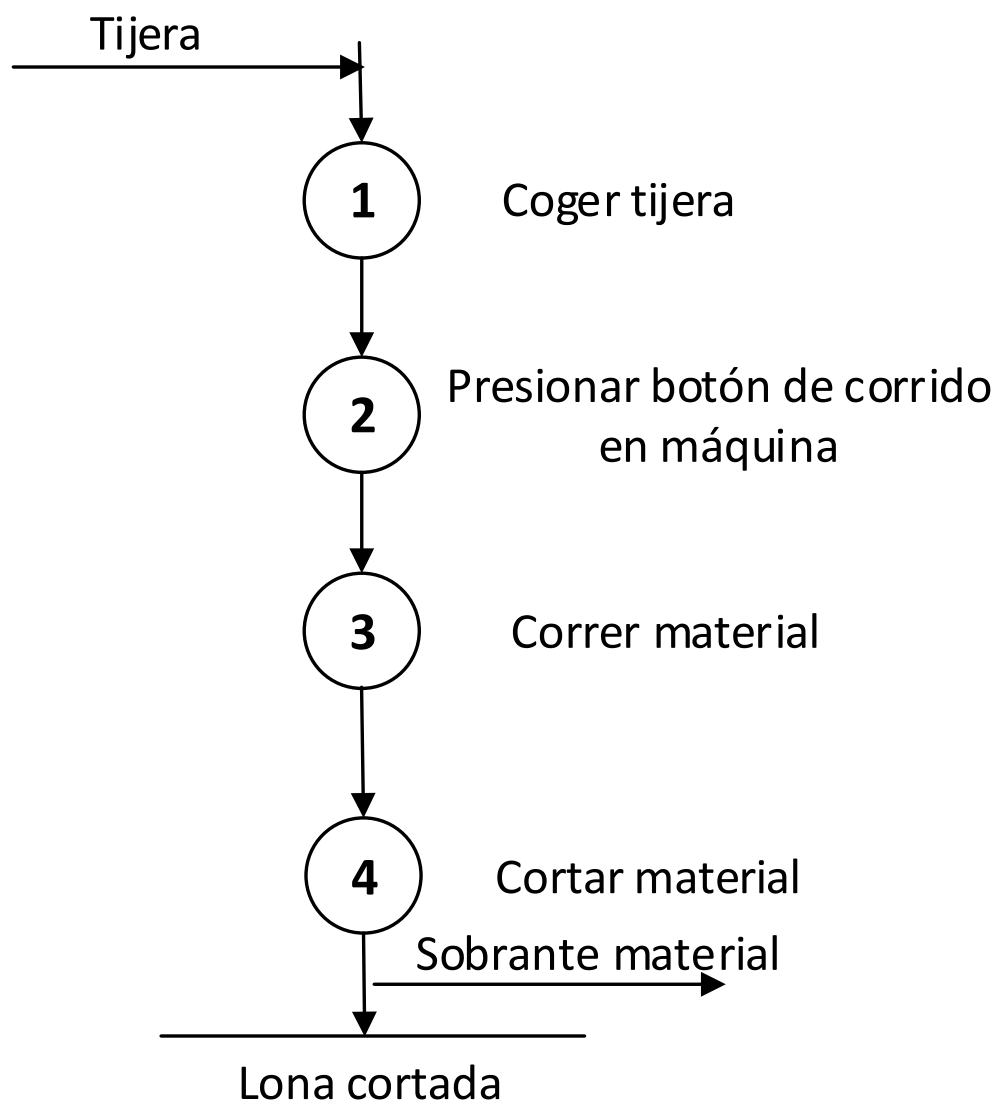 Tijera
1
Coger tijera
2
Presionar botón de corrido
en máquina
3
Correr material
4
Cortar material
Sobrante material
Lona cortada